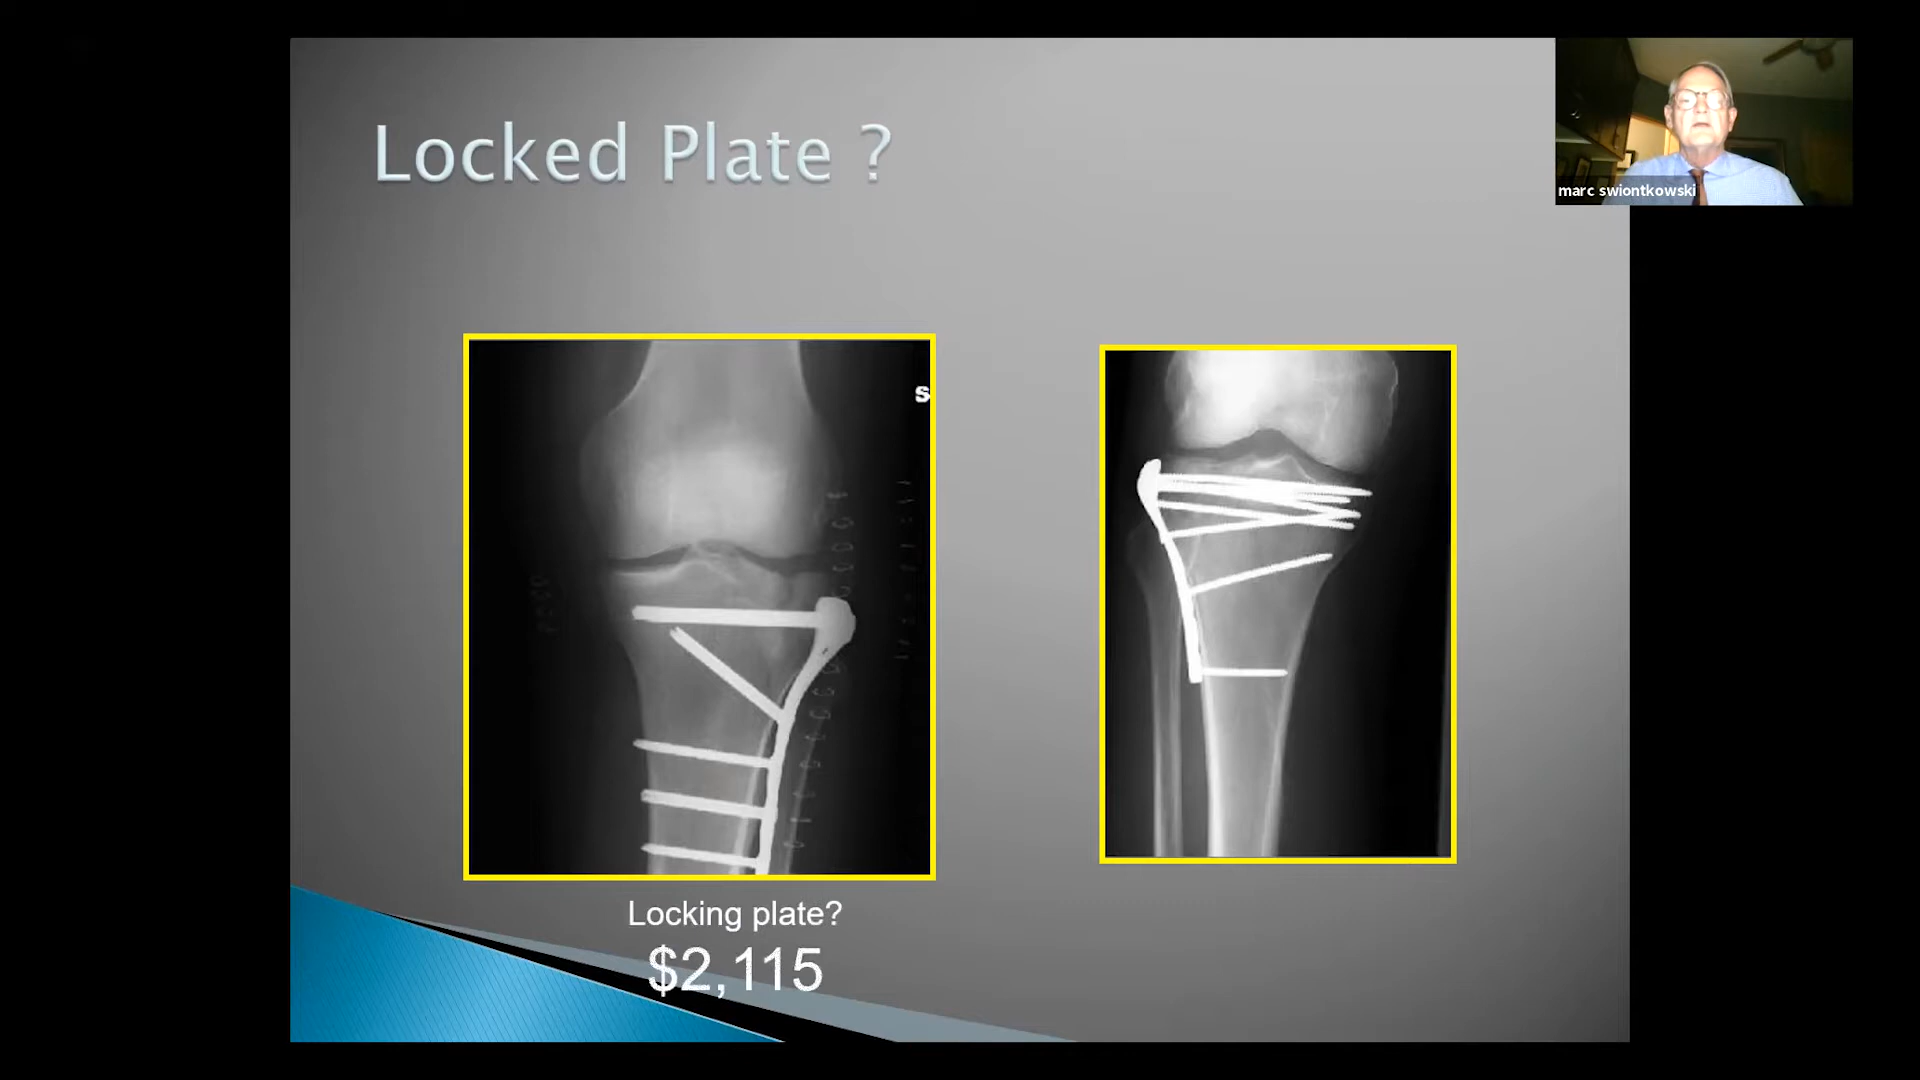 Locked Plate ?
marc swiontkowski
S
Locking plate?
$2,115